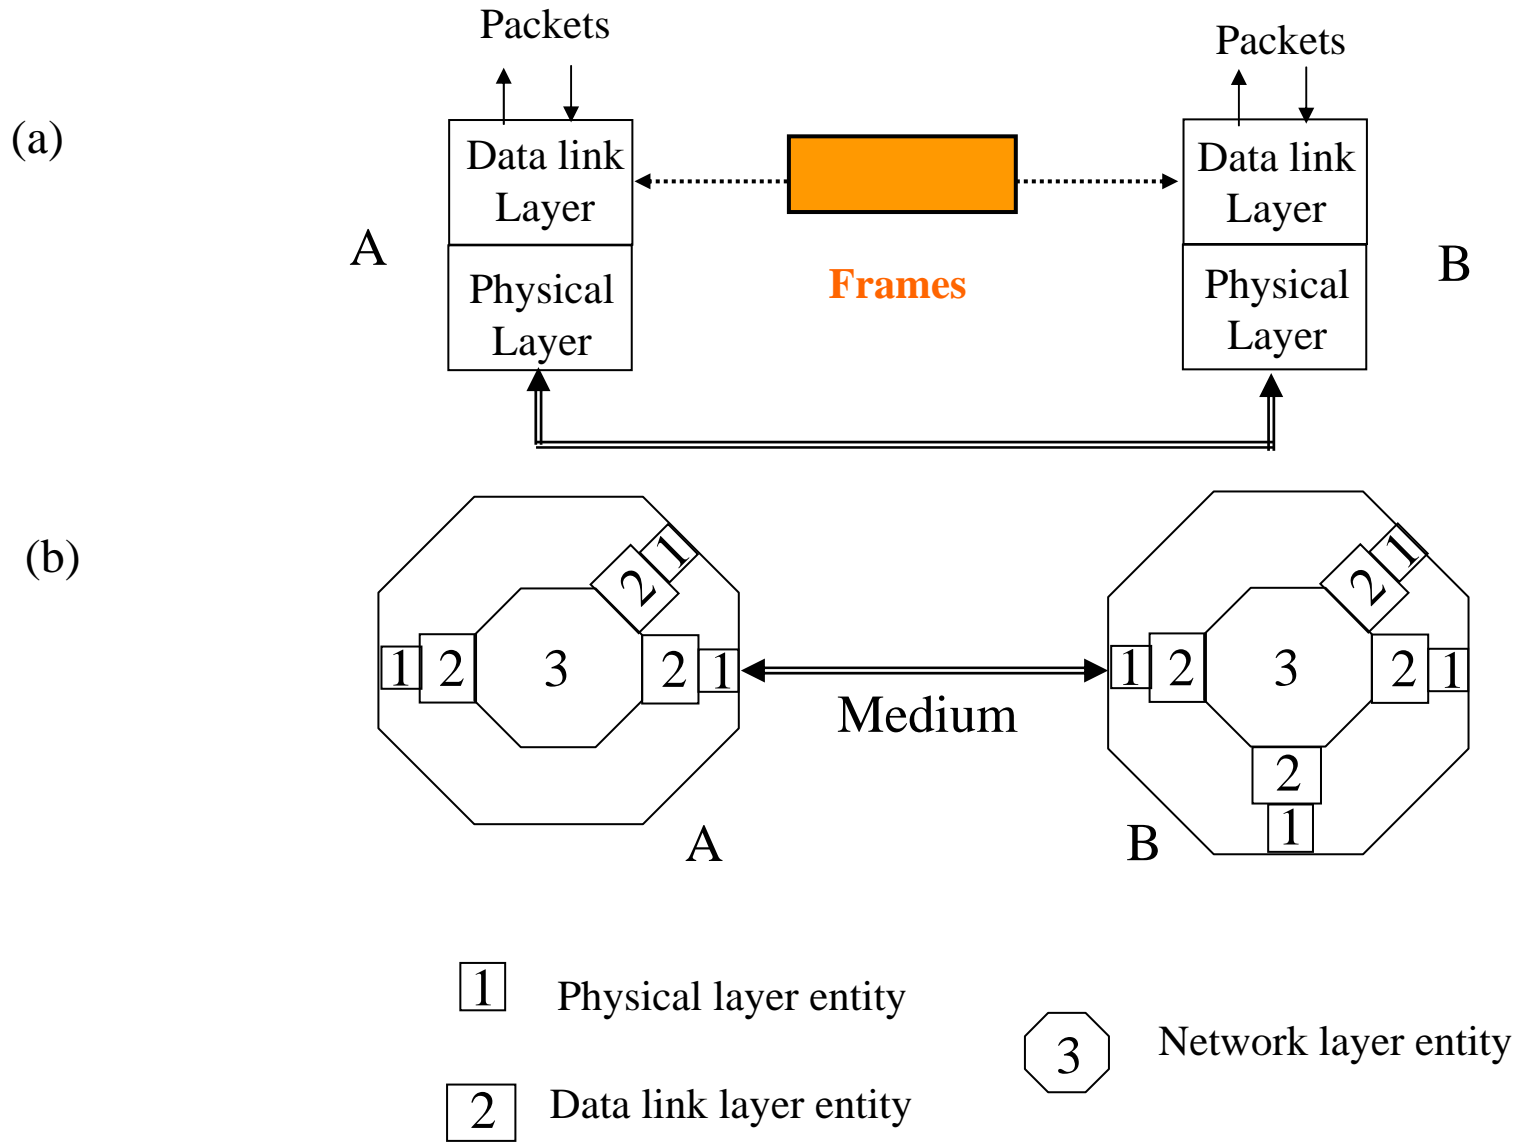 Packets
Packets
(a)
Data link
Layer
Data link
Layer
A
B
Frames
Physical
Layer
Physical
Layer
(b)
1
2
3
2
1
2
1
Medium
1
2
3
2
1
2
1
2
1
A
B
1 Physical layer entity
3 Network layer entity
2 Data link layer entity